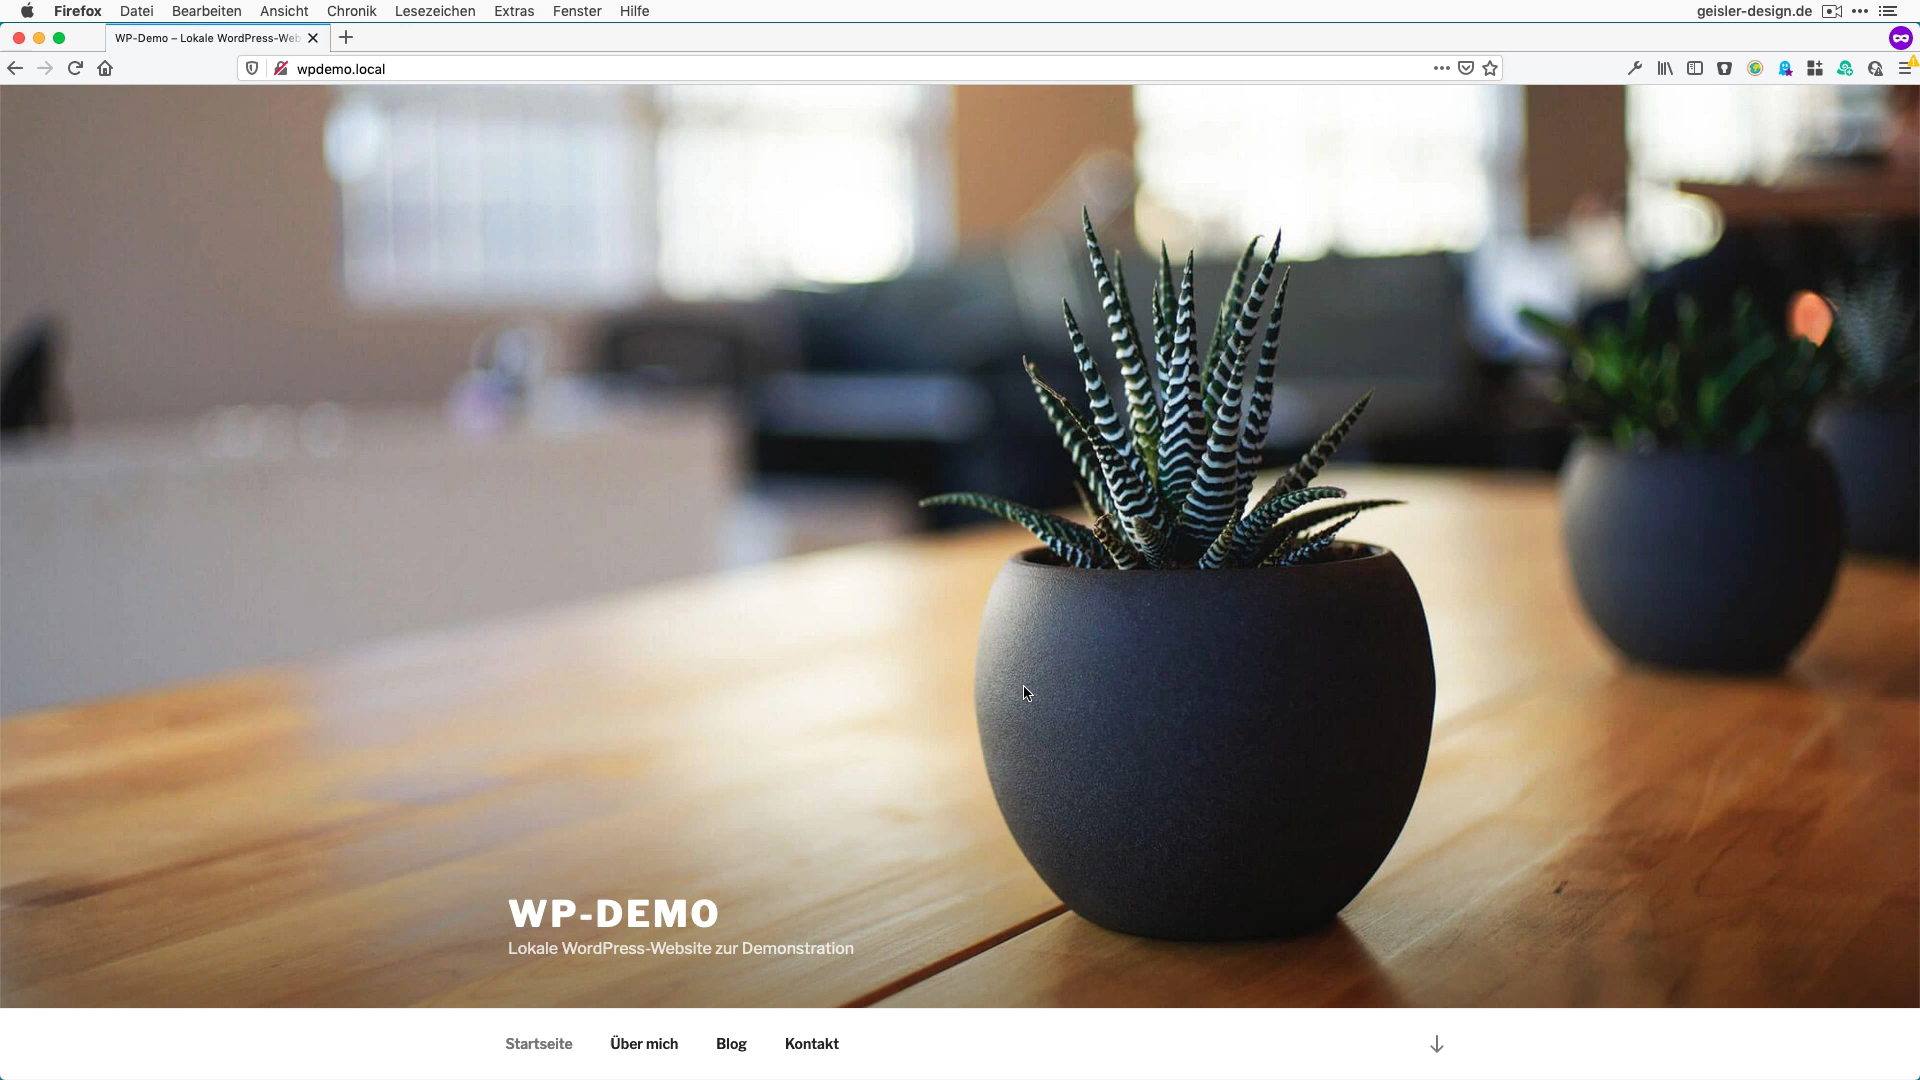 Firefox Datei Bearbeiten Ansicht Chronik Lesezeichen Extras Fenster Hilfe geisler-design.de
WP-Demo – Lokale WordPress-Web
wpdemo.local
WP-DEMO
Lokale WordPress-Website zur Demonstration
Startseite Über mich Blog Kontakt